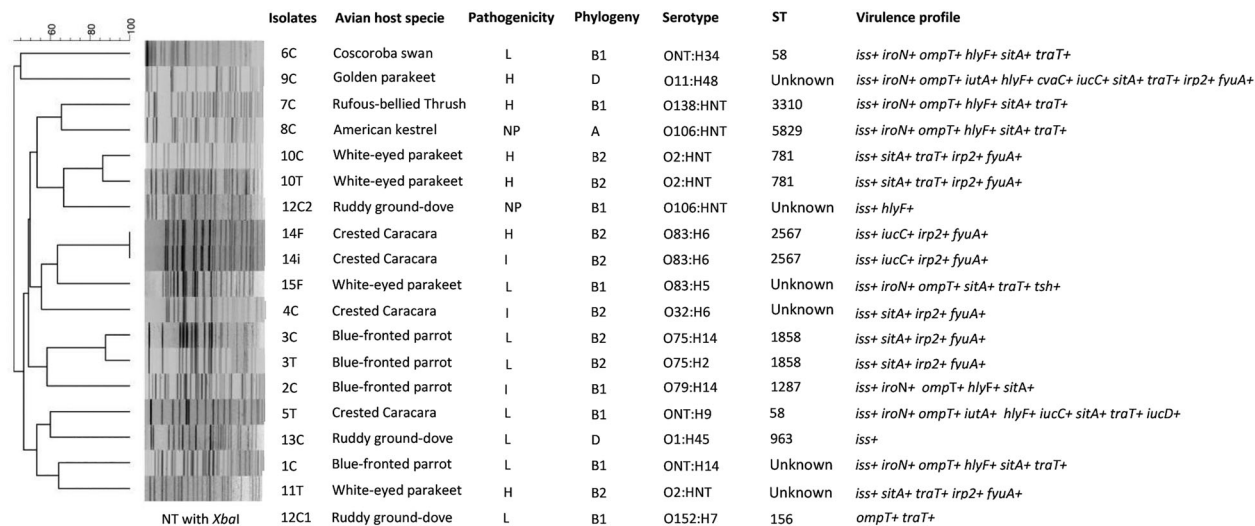 60 80 100
Isolates Avian host specie Pathogenicity Phylogeny Serotype ST Virulence profile
6C Coscoroba swan L B1 ONT:H34 58 iss+ iroN+ ompT+ hlyF+ sitA+ traT+
9C Golden parakeet H D O11:H48 Unknown iss+ iroN+ ompT+ iutA+ hlyF+ cvaC+ iucC+ sitA+ traT+ irp2+ fyuA+
7C Rufous-bellied Thrush H B1 O138:HNT 3310 iss+ iroN+ ompT+ hlyF+ sitA+ traT+
8C American kestrel NP A O106:HNT 5829 iss+ iroN+ ompT+ hlyF+ sitA+ traT+
10C White-eyed parakeet H B2 O2:HNT 781 iss+ sitA+ traT+ irp2+ fyuA+
10T White-eyed parakeet H B2 O2:HNT 781 iss+ sitA+ traT+ irp2+ fyuA+
12C2 Ruddy ground-dove NP B1 O106:HNT Unknown iss+ hlyF+
14F Crested Caracara H B2 O83:H6 2567 iss+ iucC+ irp2+ fyuA+
14i Crested Caracara I B2 O83:H6 2567 iss+ iucC+ irp2+ fyuA+
15F White-eyed parakeet L B1 O83:H5 Unknown iss+ iroN+ ompT+ sitA+ traT+ tsh+
4C Crested Caracara I B2 O32:H6 Unknown iss+ sitA+ irp2+ fyuA+
3C Blue-fronted parrot L B2 O75:H14 1858 iss+ sitA+ irp2+ fyuA+
3T Blue-fronted parrot L B2 O75:H2 1858 iss+ sitA+ irp2+ fyuA+
2C Blue-fronted parrot I B1 O79:H14 1287 iss+ iroN+ ompT+ hlyF+ sitA+
5T Crested Caracara L B1 ONT:H9 58 iss+ iroN+ ompT+ iutA+ hlyF+ iucC+ sitA+ traT+ iucD+
13C Ruddy ground-dove L D O1:H45 963 iss+
1C Blue-fronted parrot L B1 ONT:H14 Unknown iss+ iroN+ ompT+ hlyF+ sitA+ traT+
11T White-eyed parakeet H B2 O2:HNT Unknown iss+ sitA+ traT+ irp2+ fyuA+
NT with XbaI 12C1 Ruddy ground-dove L B1 O152:H7 156 ompT+ traT+